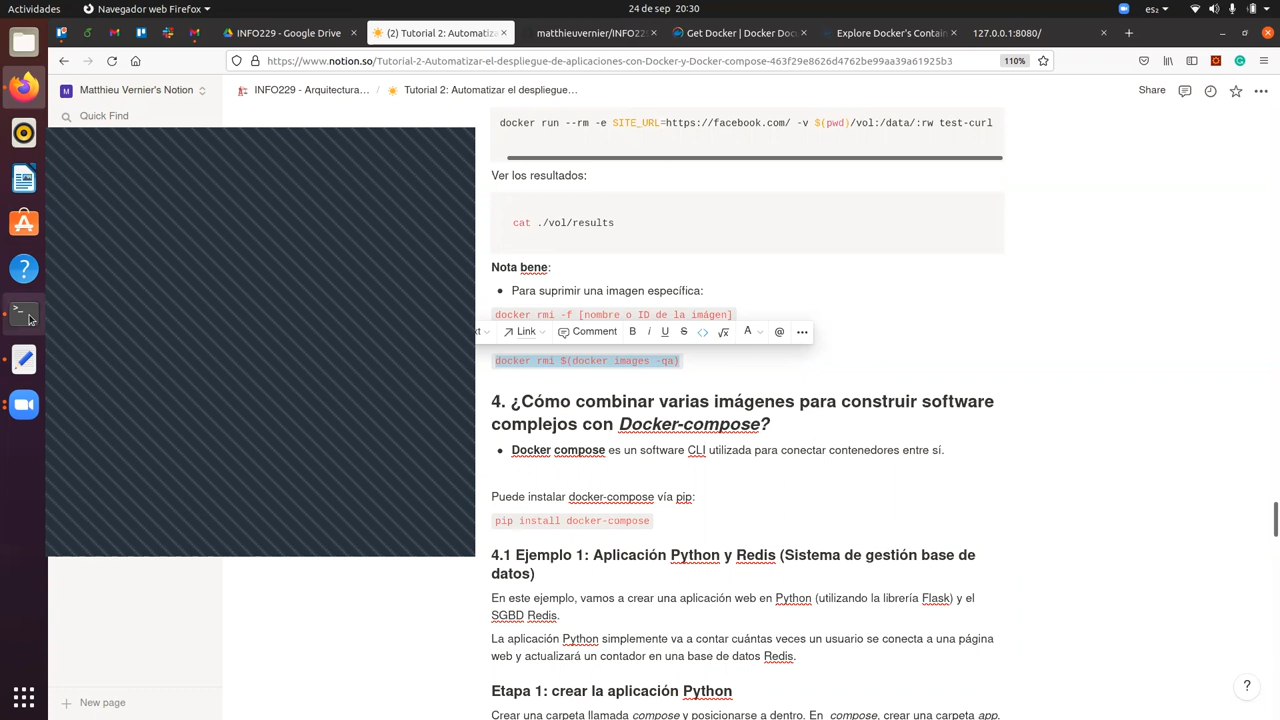 Actividades
Navegador web Firefox
24 de sep 20:30
es₂
INFO229 - Google Drive
(2) Tutorial 2: Automatiza
matthieuvernier/INFO22
Get Docker | Docker Doc
Explore Docker's Contain
127.0.0.1:8080/
https://www.notion.so/Tutorial-2-Automatizar-el-despliegue-de-aplicaciones-con-Docker-y-Docker-compose-463f29e8626d4762be99aa39a61925b3
110%
M Matthieu Vernier's Notion
INFO229 - Arquitectura... / Tutorial 2: Automatizar el despliegue...
Share
Quick Find
docker run --rm -e SITE_URL=https://facebook.com/ -v $(pwd)/vol:/data/:rw test-curl
Ver los resultados:
cat ./vol/results
Nota bene:
• Para suprimir una imagen específica:
docker rmi -f [nombre o ID de la imágen]
xt Link Comment B i U S <> √x A @ •••
docker rmi $(docker images -qa)
4. ¿Cómo combinar varias imágenes para construir software
complejos con Docker-compose?
• Docker compose es un software CLI utilizada para conectar contenedores entre sí.
Puede instalar docker-compose vía pip:
pip install docker-compose
4.1 Ejemplo 1: Aplicación Python y Redis (Sistema de gestión base de
datos)
En este ejemplo, vamos a crear una aplicación web en Python (utilizando la librería Flask) y el
SGBD Redis.
La aplicación Python simplemente va a contar cuántas veces un usuario se conecta a una página
web y actualizará un contador en una base de datos Redis.
Etapa 1: crear la aplicación Python
New page
?
Crear una carpeta llamada compose y posicionarse a dentro. En compose, crear una carpeta app.